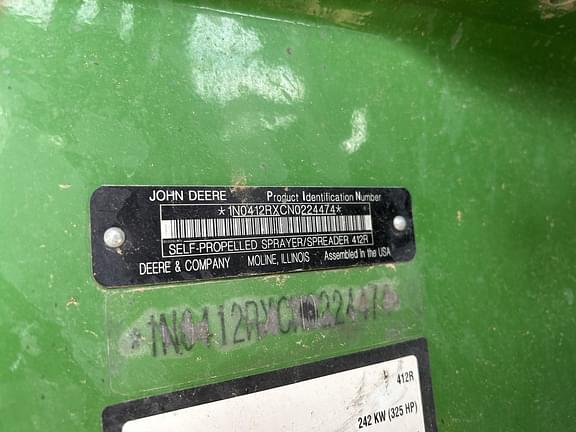 JOHN DEERE Product Identification Number
*1N0412RXCN0224474*
SELF-PROPELLED SPRAYER/SPREADER 412R
DEERE & COMPANY MOLINE, ILLINOIS Assembled In the USA
*1N0412RXCN0224474
412R
242 KW (325 HP)